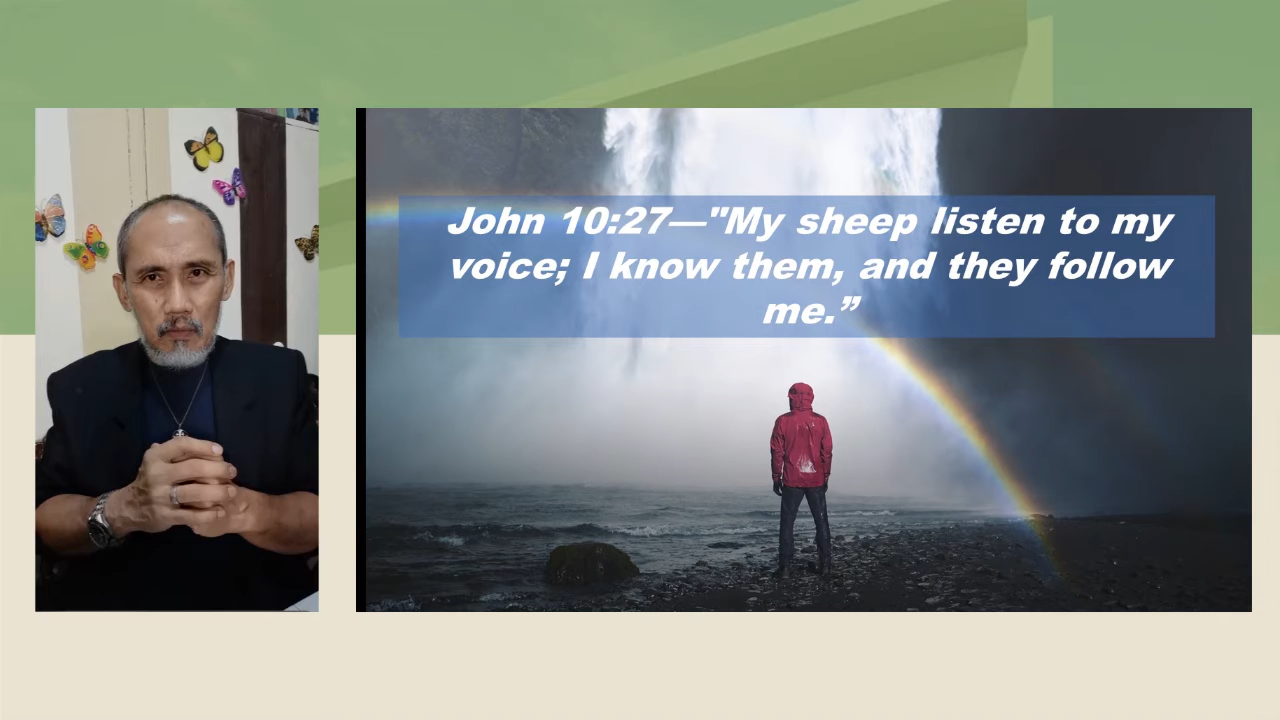 John 10:27—"My sheep listen to my
voice; I know them, and they follow
me.”